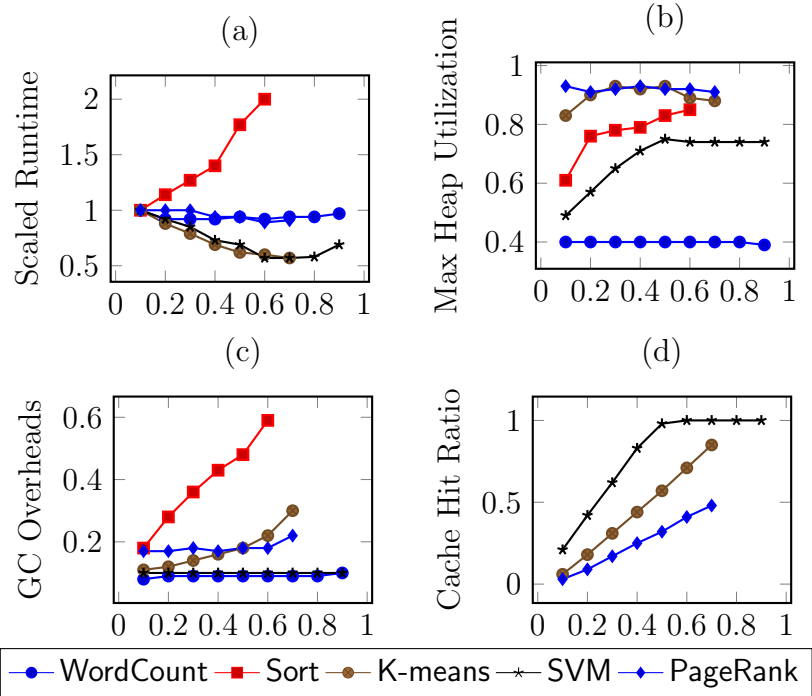 (a)
Scaled Runtime
2
1.5
1
0.5
0 0.2 0.4 0.6 0.8 1
(b)
Max Heap Utilization
1
0.8
0.6
0.4
0 0.2 0.4 0.6 0.8 1
(c)
GC Overheads
0.6
0.4
0.2
0 0.2 0.4 0.6 0.8 1
(d)
Cache Hit Ratio
1
0.5
0
0 0.2 0.4 0.6 0.8 1
WordCount Sort K-means SVM PageRank